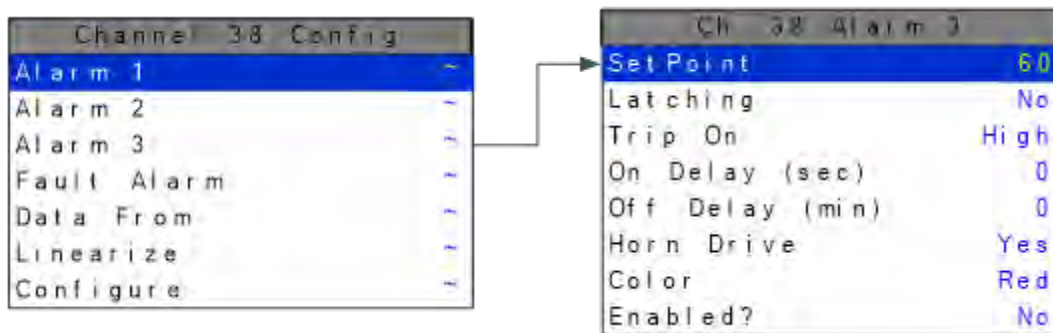 Channel 38 Config
Alarm 1 ~
Alarm 2 ~
Alarm 3 ~
Fault Alarm ~
Data From ~
Linearize ~
Configure ~
Ch 38 Alarm 3
Set Point 60
Latching No
Trip On High
On Delay (sec) 0
Off Delay (min) 0
Horn Drive Yes
Color Red
Enabled? No